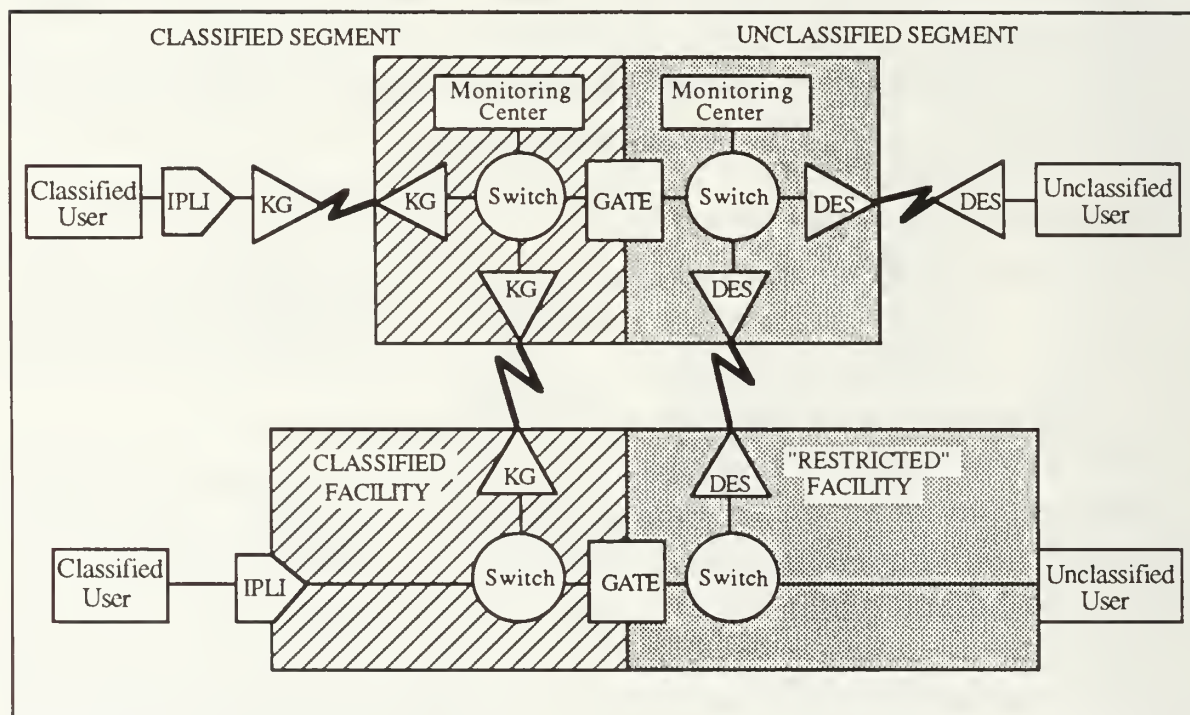 CLASSIFIED SEGMENT
UNCLASSIFIED SEGMENT
Monitoring
Center
Monitoring
Center
Classified
User
IPLI
KG
KG
Switch
GATE
Switch
DES
DES
Unclassified
User
KG
DES
CLASSIFIED
FACILITY
KG
"RESTRICTED"
FACILITY
DES
Classified
User
IPLI
Switch
GATE
Switch
Unclassified
User